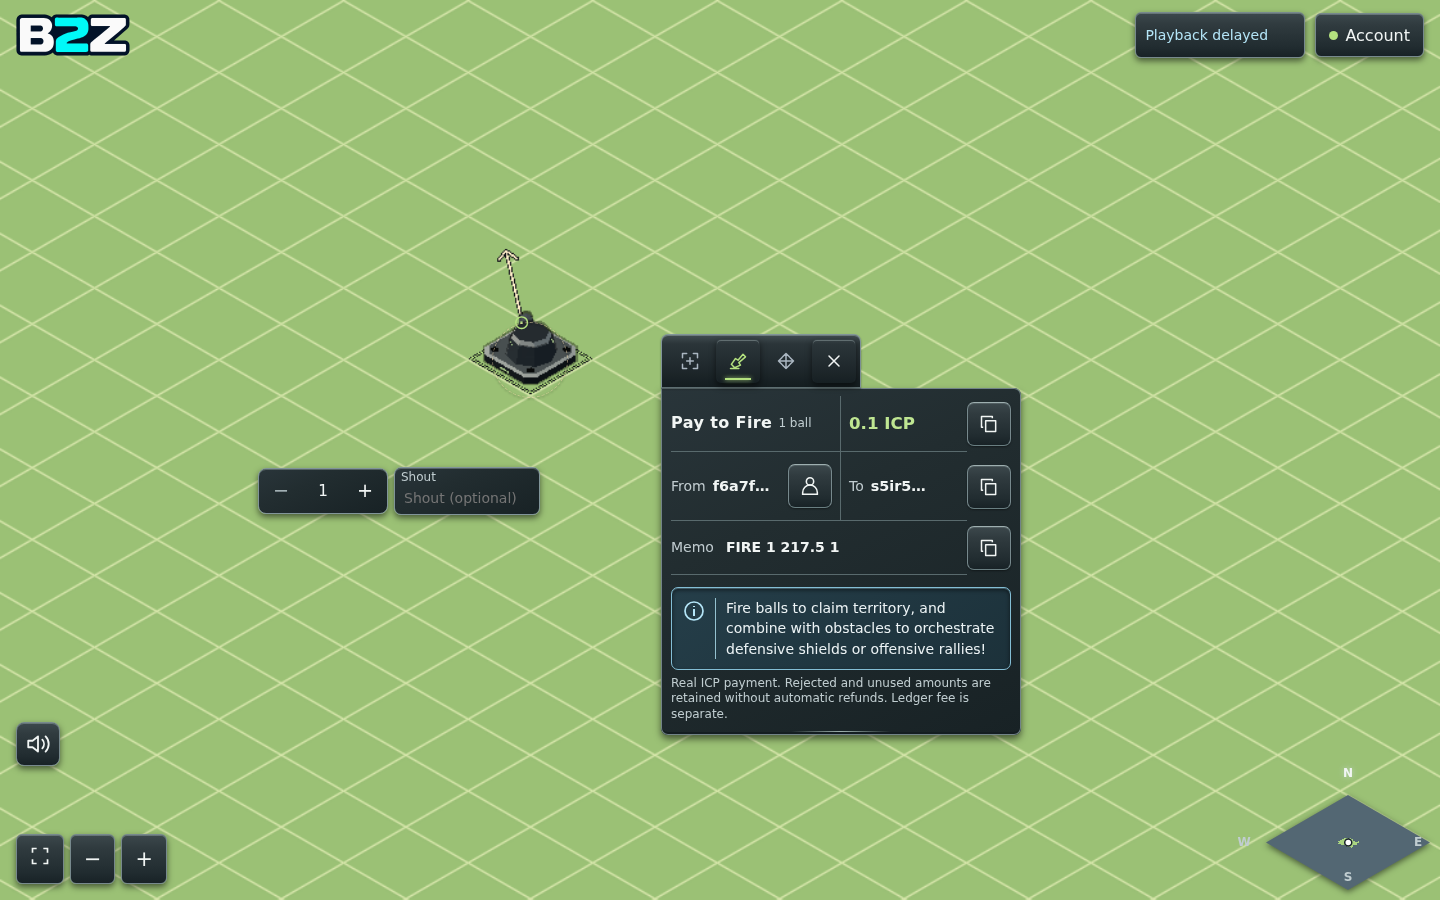 B2Z
Playback delayed
Account
Pay to Fire 1 ball
0.1 ICP
From f6a7f...
To s5ir5...
1
Shout
Shout (optional)
Memo FIRE 1 217.5 1
Fire balls to claim territory, and
combine with obstacles to orchestrate
defensive shields or offensive rallies!
Real ICP payment. Rejected and unused amounts are
retained without automatic refunds. Ledger fee is
separate.
N
W
E
S